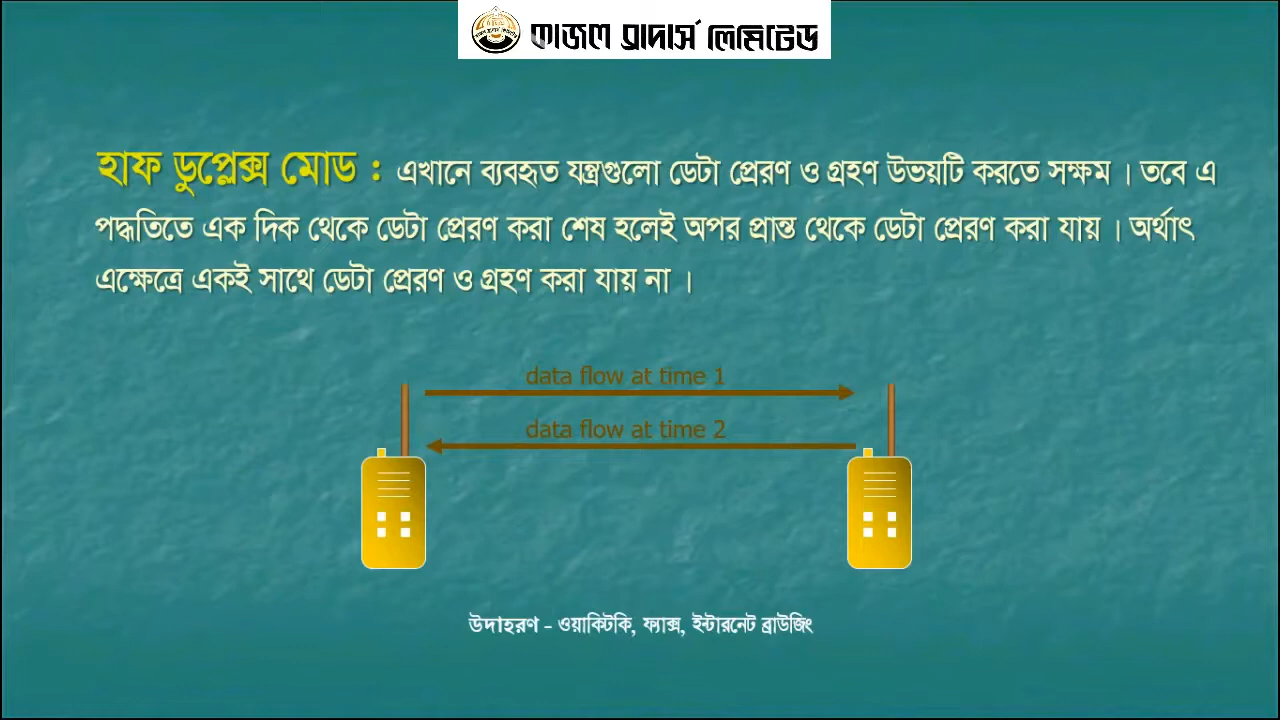 কাজল ব্রাদার্স লিমিটেড
হাফ ডুপ্লেক্স মোড : এখানে ব্যবহৃত যন্ত্রগুলো ডেটা প্রেরণ ও গ্রহণ উভয়টি করতে সক্ষম । তবে এ
পদ্ধতিতে এক দিক থেকে ডেটা প্রেরণ করা শেষ হলেই অপর প্রান্ত থেকে ডেটা প্রেরণ করা যায় । অর্থাৎ
এক্ষেত্রে একই সাথে ডেটা প্রেরণ ও গ্রহণ করা যায় না ।
data flow at time 1
data flow at time 2
উদাহরণ - ওয়াকিটকি, ফ্যাক্স, ইন্টারনেট ব্রাউজিং